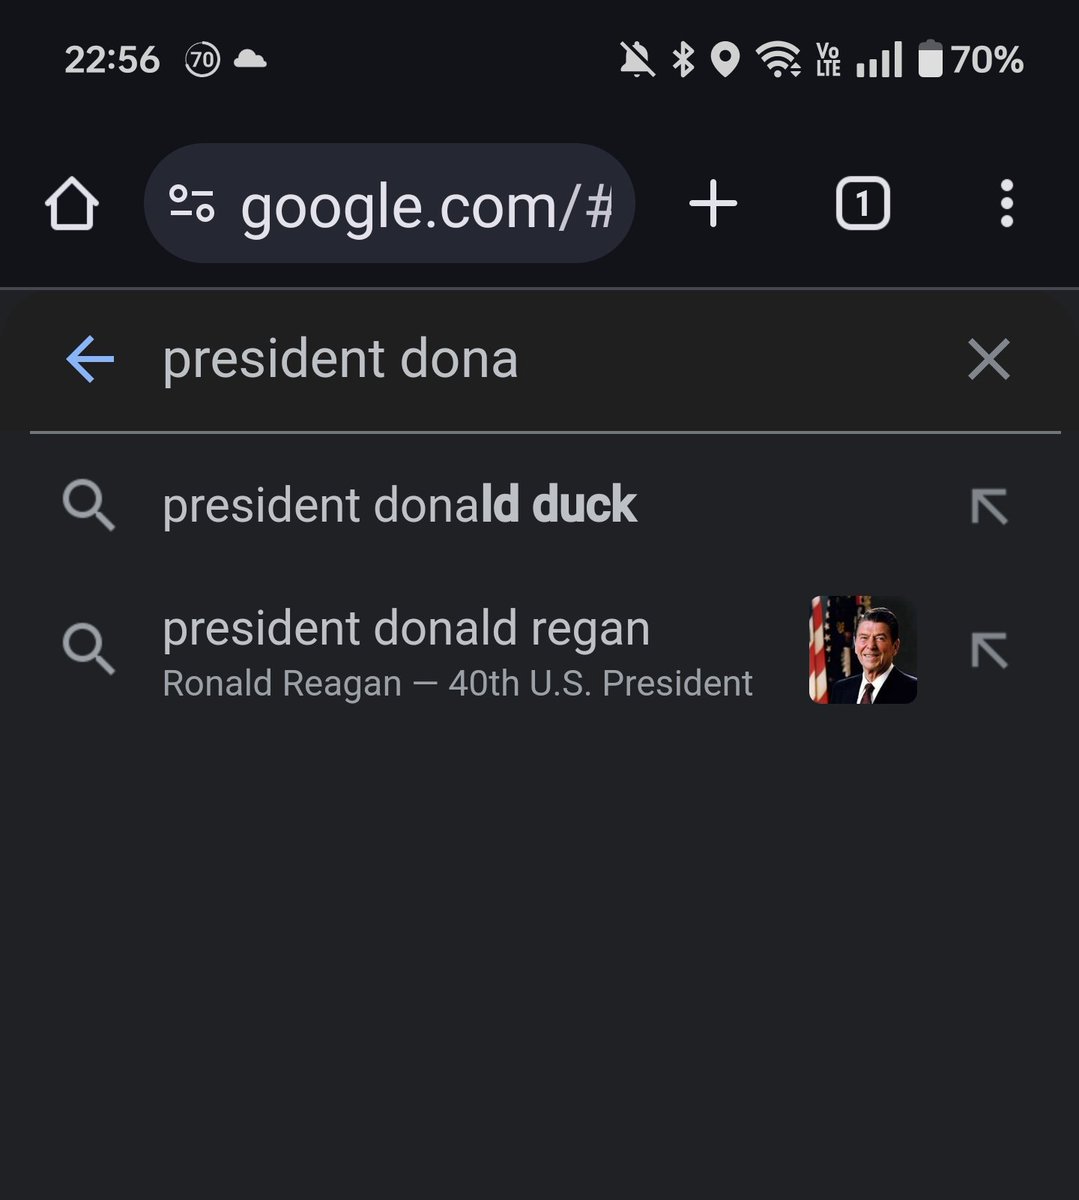 22:56 70 Vo LTE 70%
google.com/#
1
president dona
president donald duck
president donald regan
Ronald Reagan — 40th U.S. President